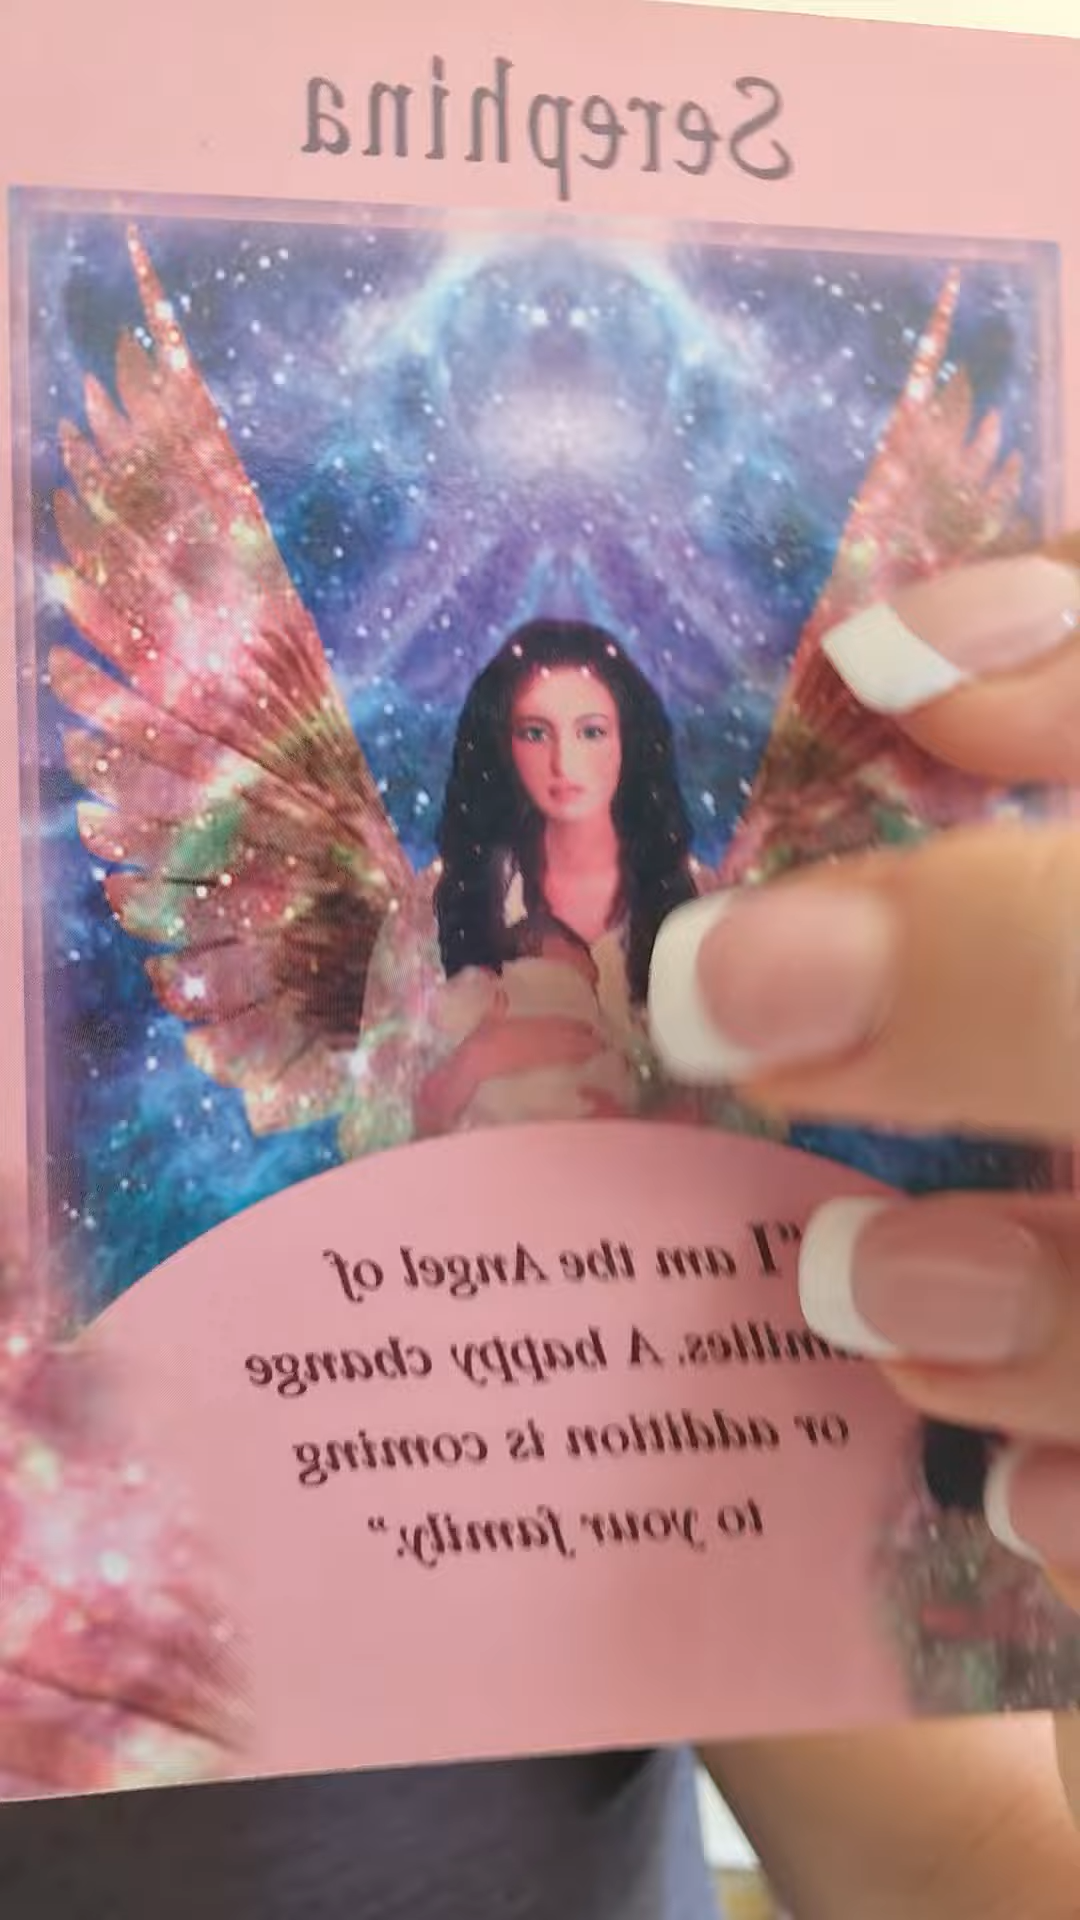 Serephina
"I am the Angel of
A happy change
or addition is coming
to your family."